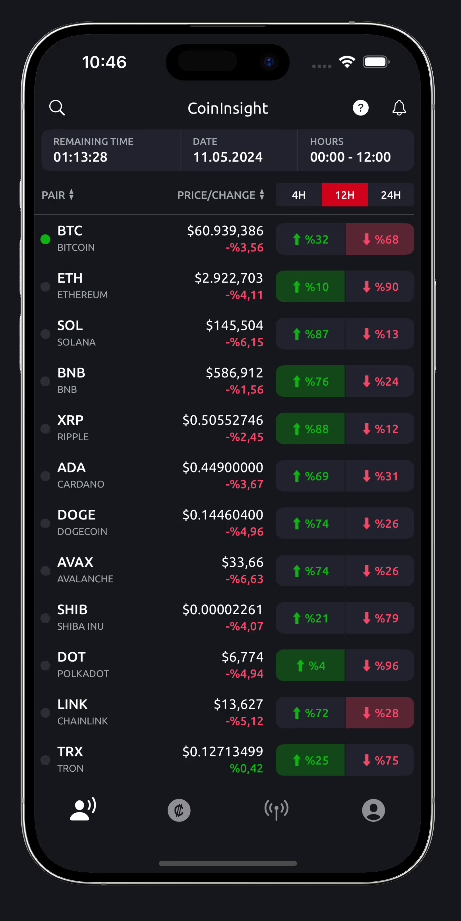 10:46
CoinInsight
?
REMAINING TIME DATE HOURS
01:13:28 11.05.2024 00:00 - 12:00
PAIR PRICE/CHANGE 4H 12H 24H
BTC $60.939,386
BITCOIN -%3,56 %32 %68
ETH $2.922,703
ETHEREUM -%4,11 %10 %90
SOL $145,504
SOLANA -%6,15 %87 %13
BNB $586,912
BNB -%1,56 %76 %24
XRP $0.50552746
RIPPLE -%2,45 %88 %12
ADA $0.44900000
CARDANO -%3,67 %69 %31
DOGE $0.14460400
DOGECOIN -%4,96 %74 %26
AVAX $33,66
AVALANCHE -%6,63 %74 %26
SHIB $0.00002261
SHIBA INU -%4,07 %21 %79
DOT $6,774
POLKADOT -%4,94 %4 %96
LINK $13,627
CHAINLINK -%5,12 %72 %28
TRX $0.12713499
TRON %0,42 %25 %75